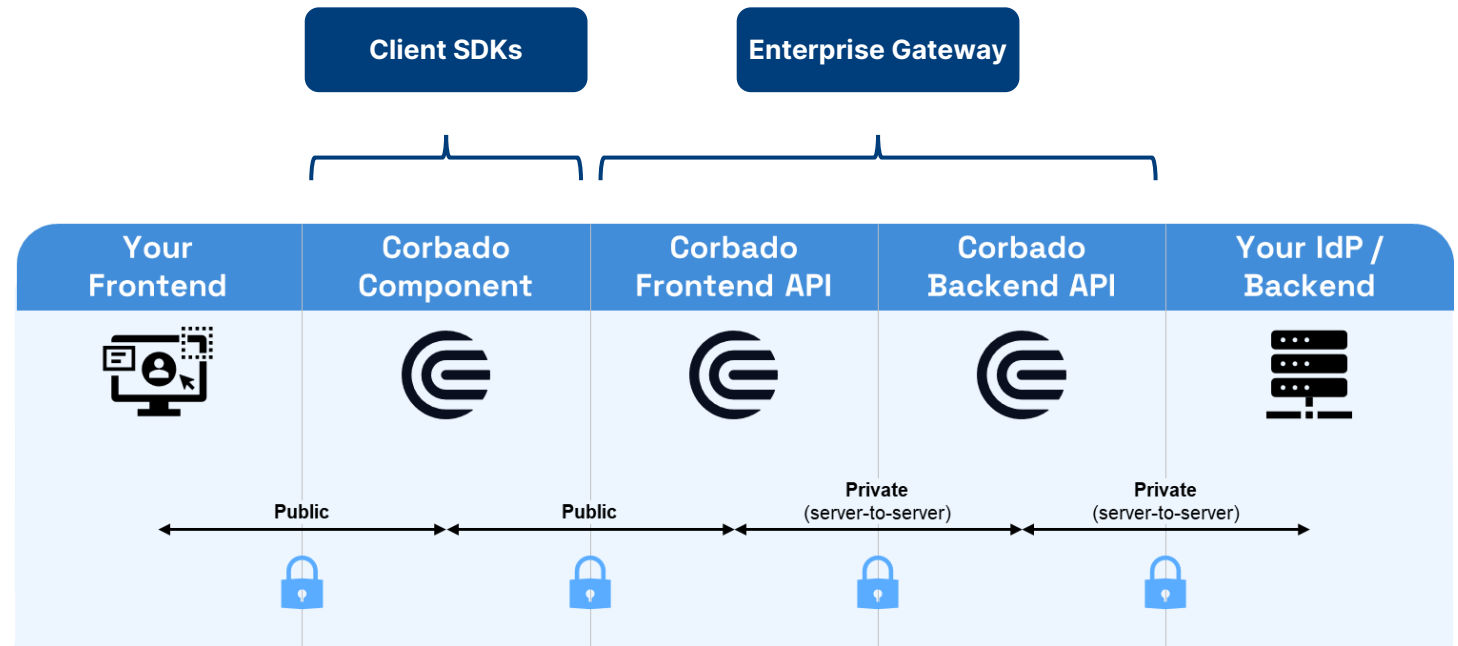 Client SDKs
Enterprise Gateway
Your
Frontend
Corbado
Component
Corbado
Frontend API
Corbado
Backend API
Your IdP /
Backend
Public
Public
Private
(server-to-server)
Private
(server-to-server)